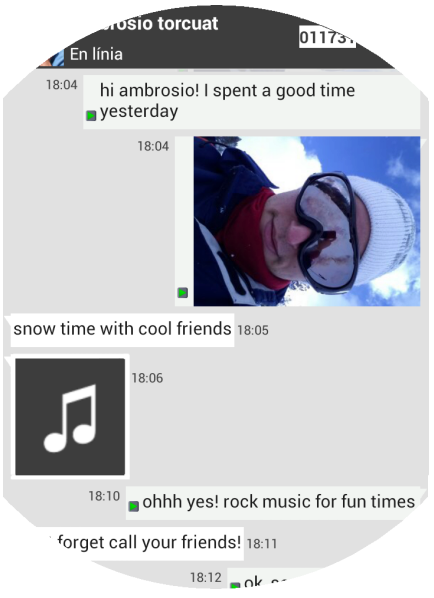 torcuat
En línia
18:04
hi ambrosio! I spent a good time
yesterday
18:04
snow time with cool friends 18:05
18:06
18:10
ohhh yes! rock music for fun times
forget call your friends! 18:11
18:12
ok